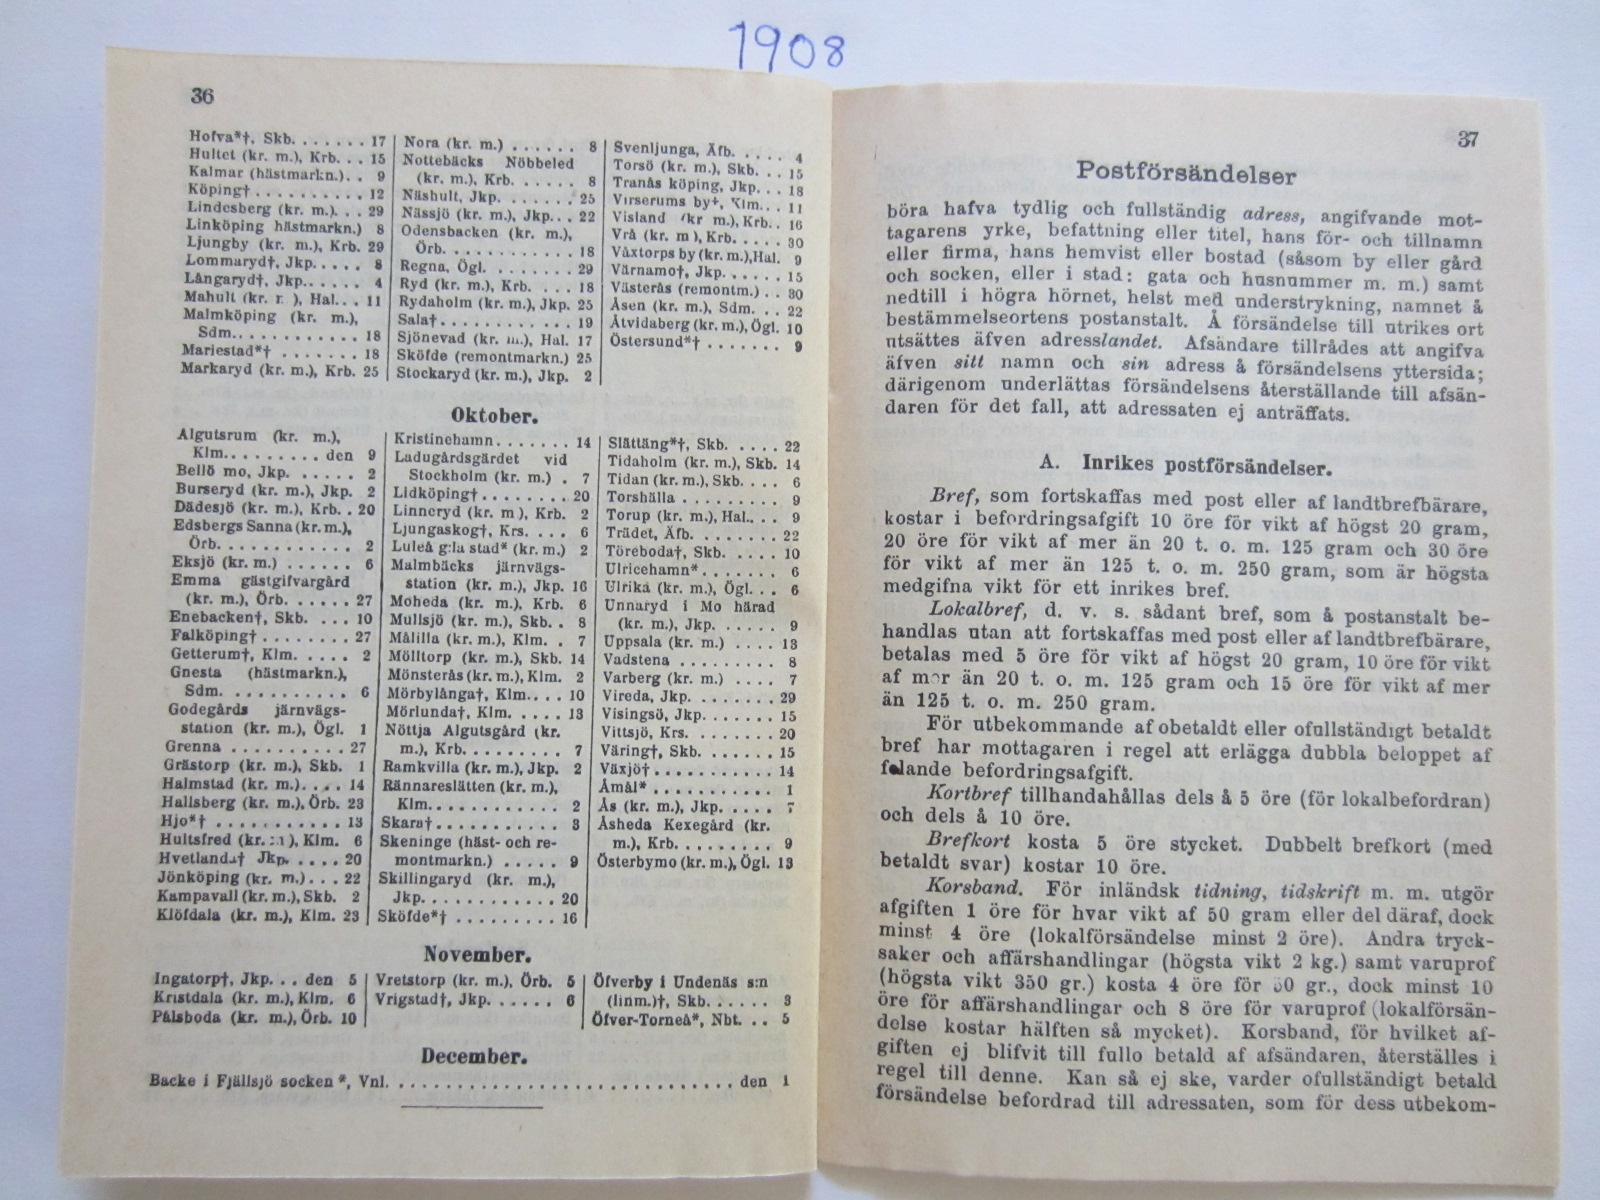 1908
36
Hofva*†, Skb. . . . . . . 17
Hultet (kr. m.), Krb. . . 15
Kalmar (hästmarkn.). . 9
Köping† . . . . . . . . . . 12
Lindesberg (kr. m.). . . 29
Linköping hästmarkn.) 8
Ljungby (kr. m.), Krb. 29
Lommaryd†, Jkp. . . . . 8
Långaryd†, Jkp. . . . . . 4
Mahult (kr. ), Hal. . . 11
Malmköping (kr. m.),
Sdm. . . . . . . . . . . . 18
Mariestad*† . . . . . . . 18
Markaryd (kr. m.), Krb. 25
Nora (kr. m.) . . . . . . 8
Nottebäcks Nöbbeled
(kr. m.), Krb. . . . . . 8
Näshult, Jkp. . . . . . . 25
Nässjö (kr. m.), Jkp. . . 22
Odensbacken (kr. m.),
Örb. . . . . . . . . . . . 18
Regna, Ögl. . . . . . . . 29
Ryd (kr. m.), Krb. . . . 18
Rydaholm (kr. m.), Jkp. 25
Sala† . . . . . . . . . . . 19
Sjönevad (kr. m.), Hal. 17
Sköfde (remontmarkn.) 25
Stockaryd (kr. m.), Jkp. 2
Svenljunga, Äfb. . . . . 4
Torsö (kr. m.), Skb. . . 15
Tranås köping, Jkp. . . 18
Virserums by†, Klm. . . 11
Visland (kr m.), Krb. . 16
Vrå (kr. m ), Krb. . . . . 30
Våxtorps by (kr. m.), Hal. 9
Värnamo†, Jkp. . . . . . 15
Västerås (remontm.) . . 30
Åsen (kr. m.), Sdm. . . 22
Åtvidaberg (kr. m.), Ögl. 10
Östersund*† . . . . . . . 9
Oktober.
Algutsrum (kr. m.),
Klm. . . . . . . . . den 9
Bellö mo, Jkp. . . . . . 2
Burseryd (kr. m.), Jkp. 2
Dädesjö (kr. m.), Krb. . 20
Edsbergs Sanna (kr. m.),
Örb. . . . . . . . . . . . 2
Eksjö (kr. m.) . . . . . . 6
Emma gästgifvargård
(kr. m.), Örb. . . . . . 27
Enebacken†, Skb. . . . 10
Falköping† . . . . . . . . 27
Getterum†, Klm. . . . . 2
Gnesta (hästmarkn.),
Sdm. . . . . . . . . . . 6
Godegårds järnvägs-
station (kr. m.), Ögl. 1
Grenna . . . . . . . . . . 27
Grästorp (kr. m.), Skb. 1
Halmstad (kr. m.). . . . 14
Hallsberg (kr. m.), Örb. 23
Hjo*† . . . . . . . . . . . 13
Hultsfred (kr. m ), Klm. 6
Hvetlanda† Jkp. . . . . 20
Jönköping (kr. m.) . . . 22
Kampavall (kr. m.), Skb. 2
Klöfdala (kr. m.), Klm. 23
Kristinehamn. . . . . . . 14
Ladugårdsgärdet vid
Stockholm (kr. m.) . 7
Lidköping† . . . . . . . . 20
Linneryd (kr. m ), Krb. 2
Ljungaskog†, Krs. . . . 6
Luleå g:la stad* (kr. m.) 2
Malmbäcks järnvägs-
station (kr. m.), Jkp. 16
Moheda (kr. m.), Krb. 6
Mullsjö (kr. m.), Skb. . 8
Målilla (kr. m.), Klm. . 7
Mölltorp (kr. m.), Skb. 14
Mönsterås (kr. m.), Klm. 2
Mörbylånga†, Klm. . . . 10
Mörlunda†, Klm. . . . . 13
Nöttja Algutsgård (kr.
m.), Krb. . . . . . . . . 7
Ramkvilla (kr. m.), Jkp. 2
Rännareslätten (kr. m.),
Klm. . . . . . . . . . . . 2
Skara† . . . . . . . . . . . 3
Skeninge (häst- och re-
montmarkn.) . . . . . 9
Skillingaryd (kr. m.),
Jkp. . . . . . . . . . . . 20
Sköfde*† . . . . . . . . . 16
Slättäng*†, Skb. . . . . 22
Tidaholm (kr. m.), Skb. 14
Tidan (kr. m.), Skb. . . . 6
Torshälla . . . . . . . . . 9
Torup (kr. m.), Hal. . . 9
Trädet, Äfb. . . . . . . . 22
Töreboda†, Skb. . . . . 10
Ulricehamn*. . . . . . . . 6
Ulrika (kr. m.), Ögl. . . 6
Unnaryd i Mo härad
(kr. m.), Jkp. . . . . . 9
Uppsala (kr. m.) . . . . 13
Vadstena . . . . . . . . . 8
Varberg (kr. m.) . . . . 7
Vireda, Jkp. . . . . . . . 29
Visingsö, Jkp. . . . . . . 15
Vittsjö, Krs. . . . . . . . 20
Väring†, Skb. . . . . . . 15
Växjö† . . . . . . . . . . . 14
Åmål* . . . . . . . . . . . 1
Ås (kr. m.), Jkp. . . . . 7
Åsheda Kexegård (kr.
m.), Krb. . . . . . . . . 9
Österbymo (kr. m.), Ögl. 13
November.
Ingatorp†, Jkp. . . den 5
Kristdala (kr. m.), Klm. 6
Pålsboda (kr. m.), Örb. 10
Vretstorp (kr. m.), Örb. 5
Vrigstad†, Jkp. . . . . . 6
Öfverby i Undenäs s:n
(linm.)†, Skb. . . . . . 3
Öfver-Torneå*, Nbt. . . 5
December.
Backe i Fjällsjö socken *, Vnl. . . . . . . . . . . . . . . . . . . . . . . . . den 1
37
Postförsändelser
böra hafva tydlig och fullständig adress, angifvande mot-
tagarens yrke, befattning eller titel, hans för- och tillnamn
eller firma, hans hemvist eller bostad (såsom by eller gård
och socken, eller i stad: gata och husnummer m. m.) samt
nedtill i högra hörnet, helst med understrykning, namnet å
bestämmelseortens postanstalt. Å försändelse till utrikes ort
utsättes äfven adresslandet. Afsändare tillrådes att angifva
äfven sitt namn och sin adress å försändelsens yttersida;
därigenom underlättas försändelsens återställande till afsän-
daren för det fall, att adressaten ej anträffats.
A. Inrikes postförsändelser.
Bref, som fortskaffas med post eller af landtbrefbärare,
kostar i befordringsafgift 10 öre för vikt af högst 20 gram,
20 öre för vikt af mer än 20 t. o. m. 125 gram och 30 öre
för vikt af mer än 125 t. o. m. 250 gram, som är högsta
medgifna vikt för ett inrikes bref.
Lokalbref, d. v. s. sådant bref, som å postanstalt be-
handlas utan att fortskaffas med post eller af landtbrefbärare,
betalas med 5 öre för vikt af högst 20 gram, 10 öre för vikt
af mer än 20 t. o. m. 125 gram och 15 öre för vikt af mer
än 125 t. o. m. 250 gram.
För utbekommande af obetaldt eller ofullständigt betaldt
bref har mottagaren i regel att erlägga dubbla beloppet af
felande befordringsafgift.
Kortbref tillhandahållas dels å 5 öre (för lokalbefordran)
och dels å 10 öre.
Brefkort kosta 5 öre stycket. Dubbelt brefkort (med
betaldt svar) kostar 10 öre.
Korsband. För inländsk tidning, tidskrift m. m. utgör
afgiften 1 öre för hvar vikt af 50 gram eller del däraf, dock
minst 4 öre (lokalförsändelse minst 2 öre). Andra tryck-
saker och affärshandlingar (högsta vikt 2 kg.) samt varuprof
(högsta vikt 350 gr.) kosta 4 öre för 50 gr., dock minst 10
öre för affärshandlingar och 8 öre för varuprof (lokalförsän-
delse kostar hälften så mycket). Korsband, för hvilket af-
giften ej blifvit till fullo betald af afsändaren, återställes i
regel till denne. Kan så ej ske, varder ofullständigt betald
försändelse befordrad till adressaten, som för dess utbekom-